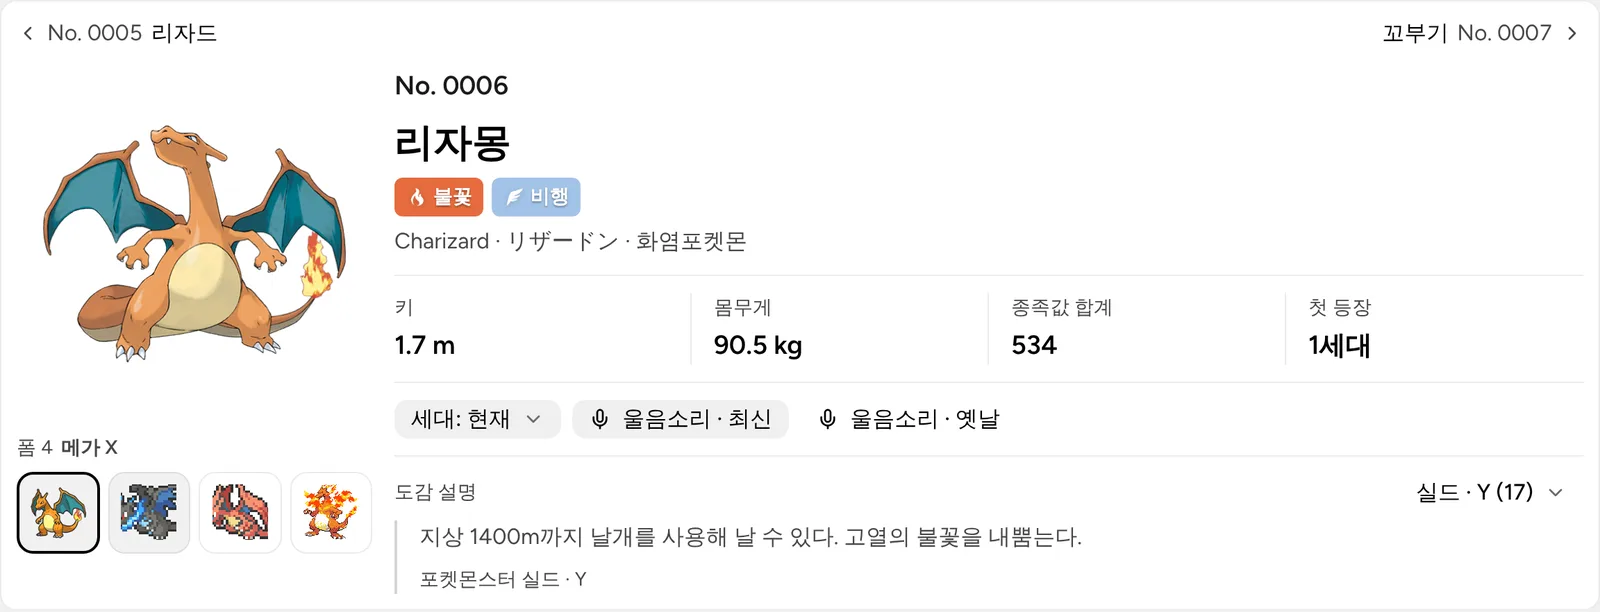 No. 0005 리자드
꼬부기 No. 0007
No. 0006
리자몽
불꽃 비행
Charizard · リザードン · 화염포켓몬
키
1.7 m
몸무게
90.5 kg
종족값 합계
534
첫 등장
1세대
세대: 현재
울음소리 · 최신
울음소리 · 옛날
폼 4 메가 X
도감 설명
실드 · Y (17)
지상 1400m까지 날개를 사용해 날 수 있다. 고열의 불꽃을 내뿜는다.
포켓몬스터 실드 · Y